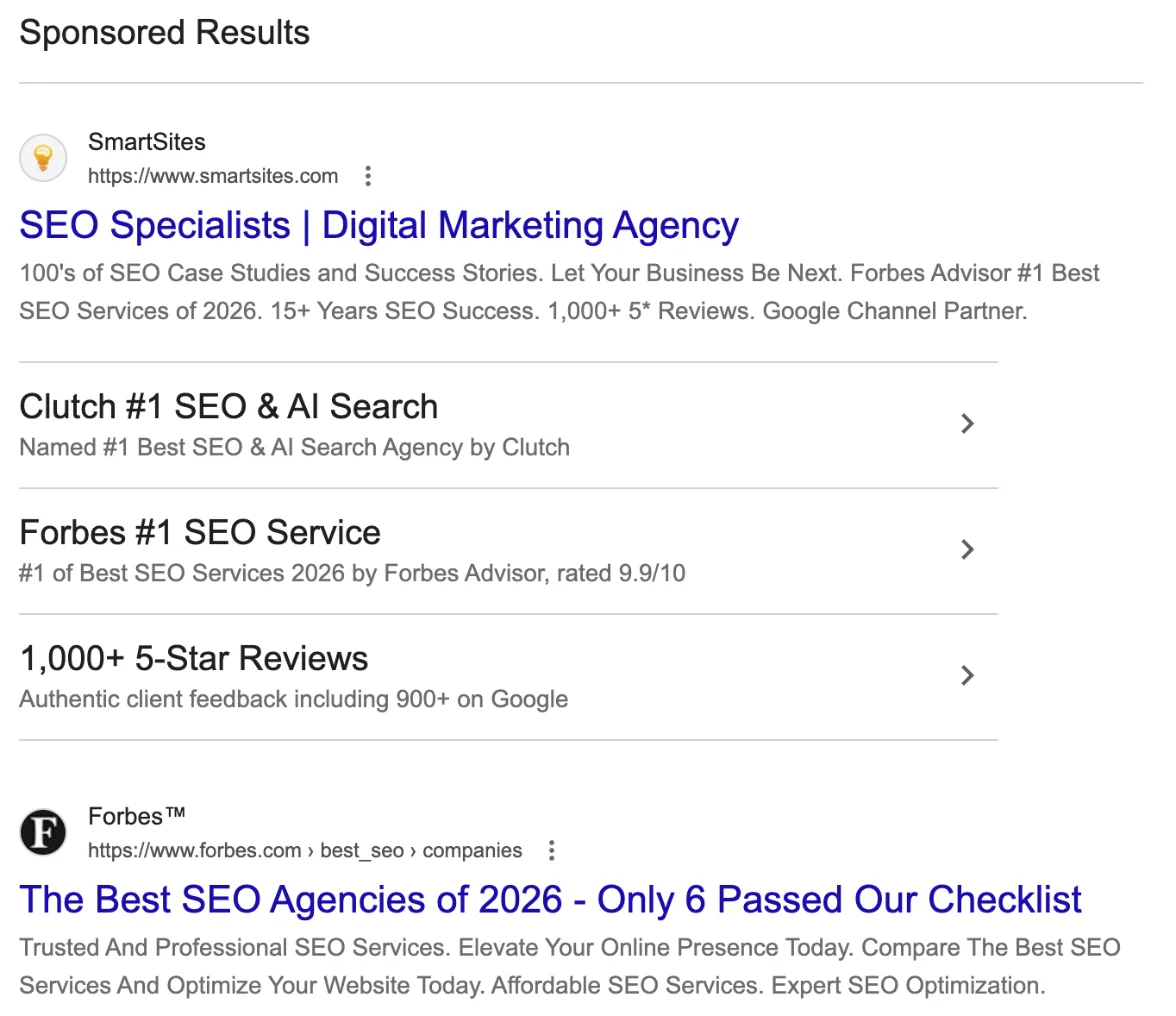 Sponsored Results
SmartSites
https://www.smartsites.com
SEO Specialists | Digital Marketing Agency
100's of SEO Case Studies and Success Stories. Let Your Business Be Next. Forbes Advisor #1 Best
SEO Services of 2026. 15+ Years SEO Success. 1,000+ 5* Reviews. Google Channel Partner.
Clutch #1 SEO & AI Search
Named #1 Best SEO & AI Search Agency by Clutch
Forbes #1 SEO Service
#1 of Best SEO Services 2026 by Forbes Advisor, rated 9.9/10
1,000+ 5-Star Reviews
Authentic client feedback including 900+ on Google
F
Forbes™
https://www.forbes.com › best_seo › companies
The Best SEO Agencies of 2026 - Only 6 Passed Our Checklist
Trusted And Professional SEO Services. Elevate Your Online Presence Today. Compare The Best SEO
Services And Optimize Your Website Today. Affordable SEO Services. Expert SEO Optimization.